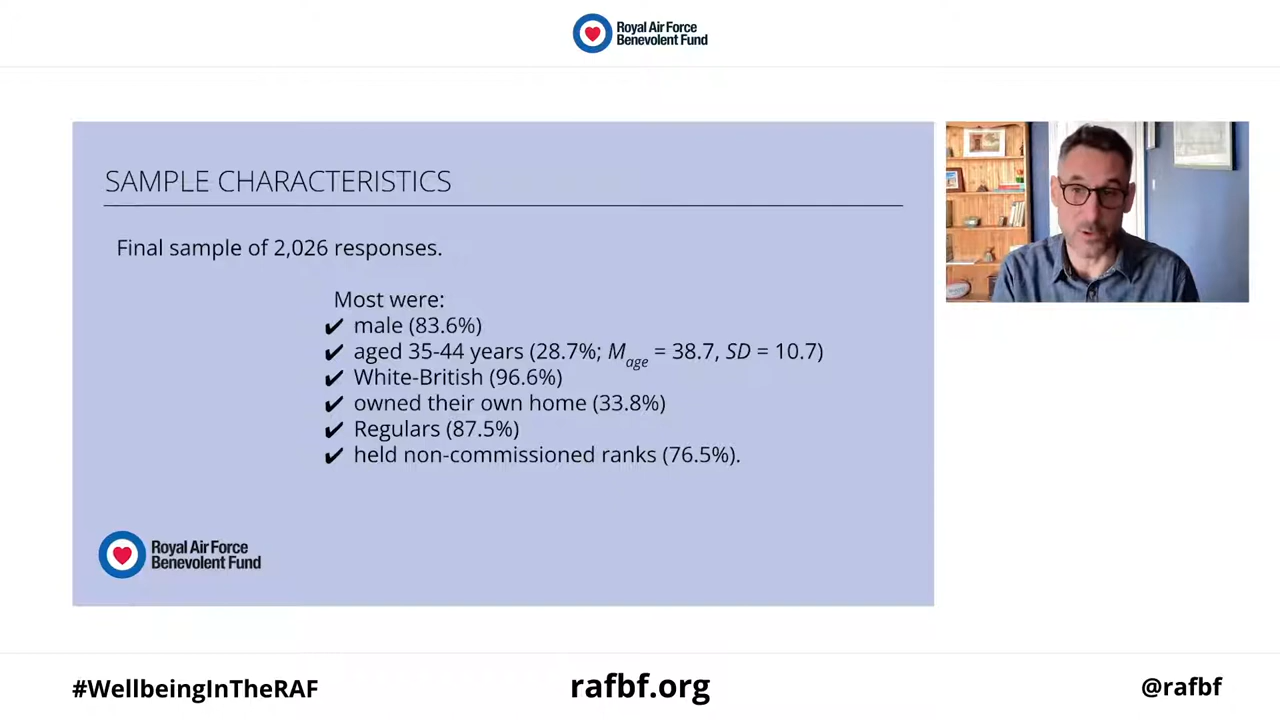 Royal Air Force
Benevolent Fund
SAMPLE CHARACTERISTICS
Final sample of 2,026 responses.
Most were:
✔ male (83.6%)
✔ aged 35-44 years (28.7%; Mage = 38.7, SD = 10.7)
✔ White-British (96.6%)
✔ owned their own home (33.8%)
✔ Regulars (87.5%)
✔ held non-commissioned ranks (76.5%).
Royal Air Force
Benevolent Fund
#WellbeingInTheRAF
rafbf.org
@rafbf